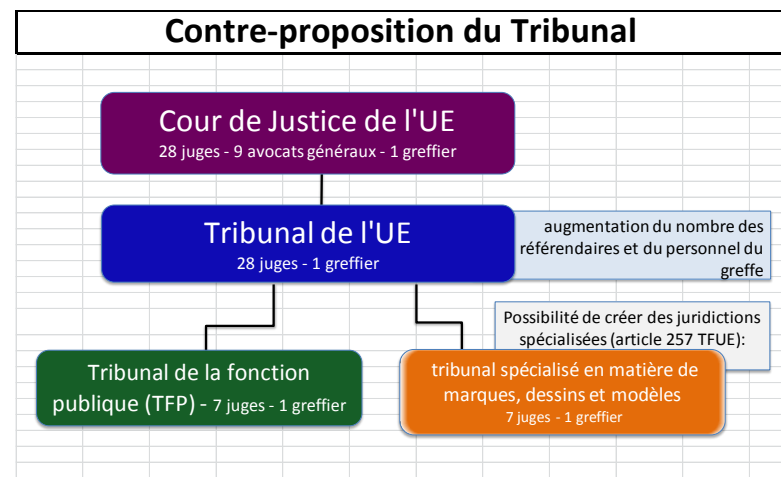 Contre-proposition du Tribunal
Cour de Justice de l'UE
28 juges - 9 avocats généraux - 1 greffier
Tribunal de l'UE
28 juges - 1 greffier
augmentation du nombre des
référendaires et du personnel du
greffe
Possibilité de créer des juridictions
spécialisées (article 257 TFUE):
Tribunal de la fonction
publique (TFP) - 7 juges - 1 greffier
tribunal spécialisé en matière de
marques, dessins et modèles
7 juges - 1 greffier